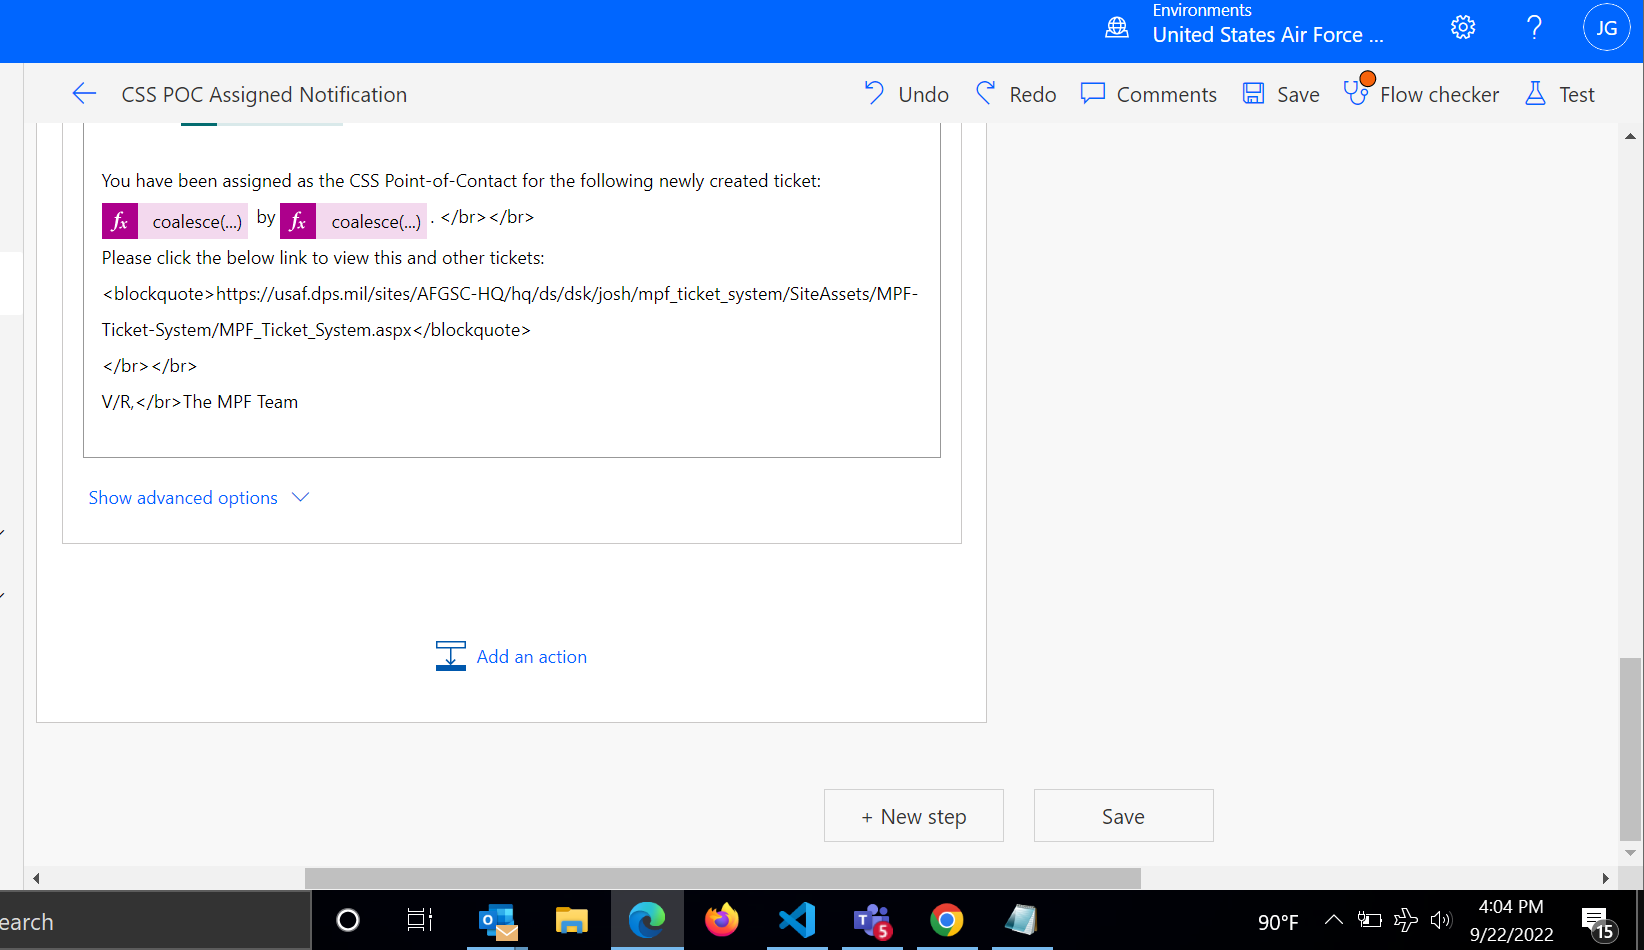 Environments
United States Air Force ...
JG
CSS POC Assigned Notification
Undo
Redo
Comments
Save
Flow checker
Test
You have been assigned as the CSS Point-of-Contact for the following newly created ticket:
fx coalesce(...) by fx coalesce(...) . </br></br>
Please click the below link to view this and other tickets:
<blockquote>https://usaf.dps.mil/sites/AFGSC-HQ/hq/ds/dsk/josh/mpf_ticket_system/SiteAssets/MPF-
Ticket-System/MPF_Ticket_System.aspx</blockquote>
</br></br>
V/R,</br>The MPF Team
Show advanced options
Add an action
+ New step
Save
earch
5
90°F
4:04 PM
9/22/2022
15